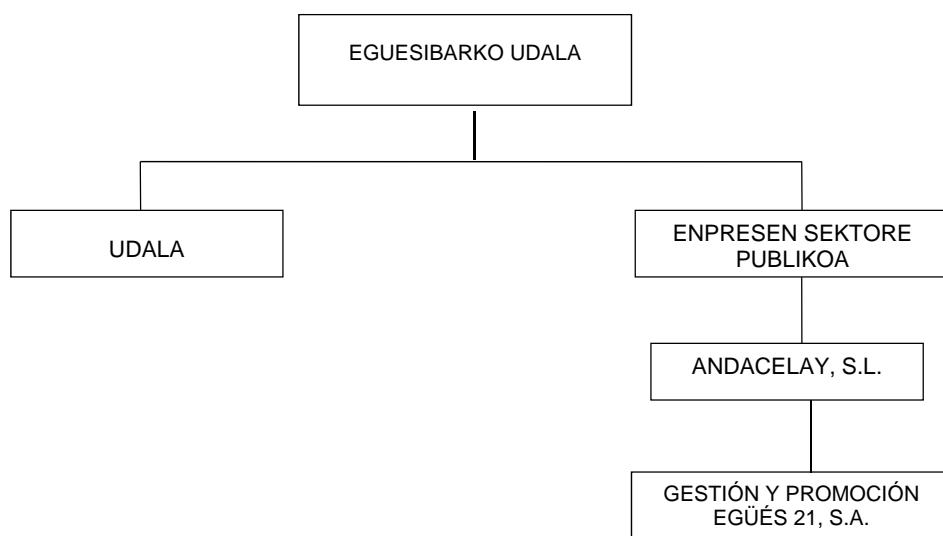 EGUESIBARKO UDALA
UDALA
ENPRESEN SEKTORE
PUBLIKOA
ANDACELAY, S.L.
GESTIÓN Y PROMOCIÓN
EGÜÉS 21, S.A.